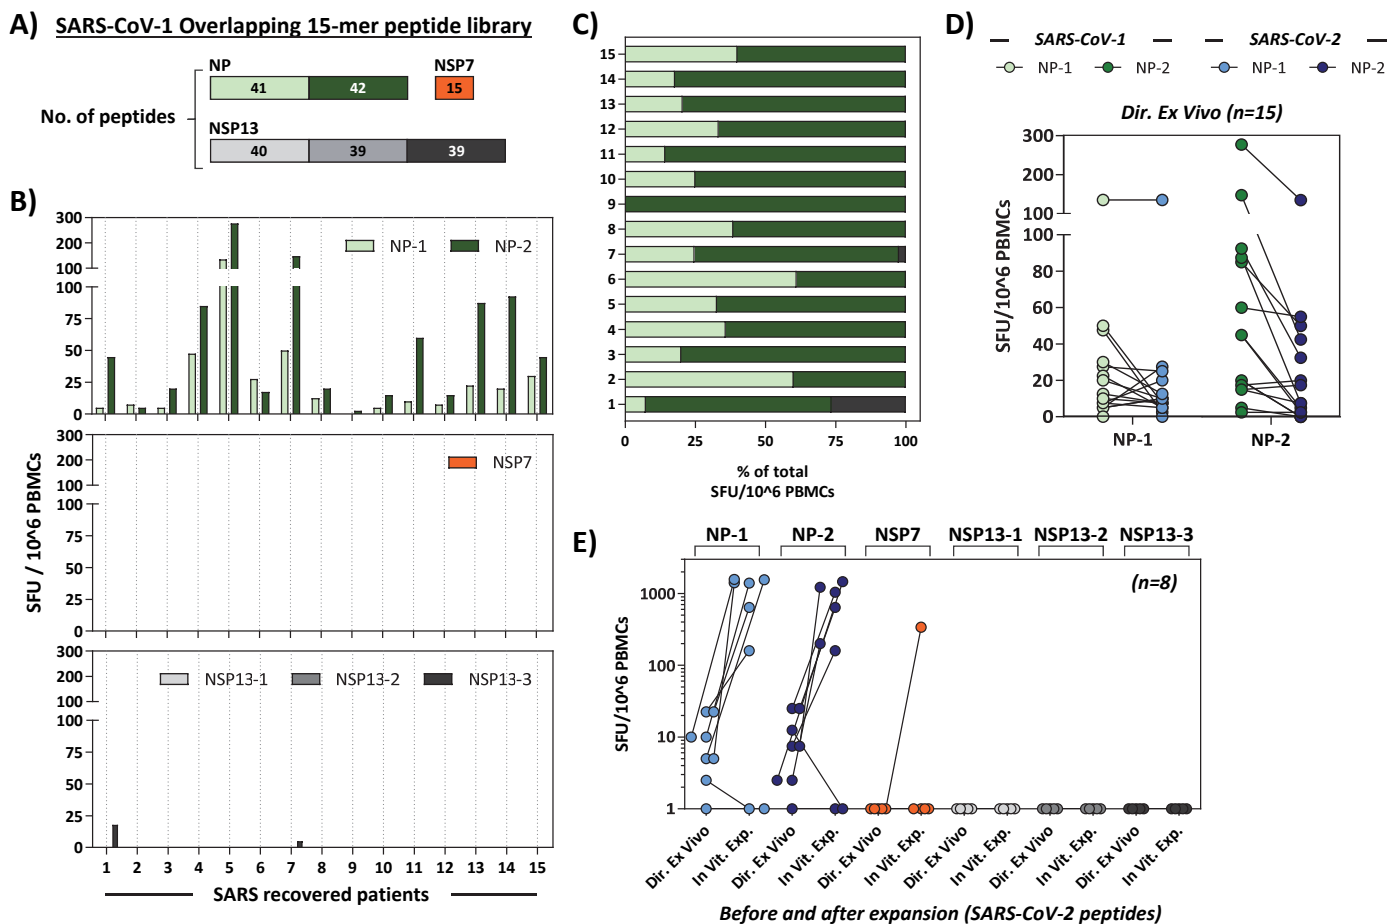 A) SARS-CoV-1 Overlapping 15-mer peptide library
NP NSP7
41 42 15
No. of peptides
NSP13
40 39 39
B)
300
200
100
100
75
50
25
0
NP-1 NP-2
300
200
100
100
75
50
25
0
NSP7
300
200
100
100
75
50
25
0
NSP13-1 NSP13-2 NSP13-3
SFU / 10^6 PBMCs
1 2 3 4 5 6 7 8 9 10 11 12 13 14 15
SARS recovered patients
C)
15
14
13
12
11
10
9
8
7
6
5
4
3
2
1
0 25 50 75 100
% of total
SFU/10^6 PBMCs
D)
SARS-CoV-1 SARS-CoV-2
NP-1 NP-2 NP-1 NP-2
Dir. Ex Vivo (n=15)
300
200
100
100
80
60
40
20
0
SFU/10^6 PBMCs
NP-1 NP-2
E)
NP-1 NP-2 NSP7 NSP13-1 NSP13-2 NSP13-3
(n=8)
1000
100
10
1
SFU/10^6 PBMCs
Dir. Ex Vivo In Vit. Exp. Dir. Ex Vivo In Vit. Exp. Dir. Ex Vivo In Vit. Exp. Dir. Ex Vivo In Vit. Exp. Dir. Ex Vivo In Vit. Exp. Dir. Ex Vivo In Vit. Exp.
Before and after expansion (SARS-CoV-2 peptides)